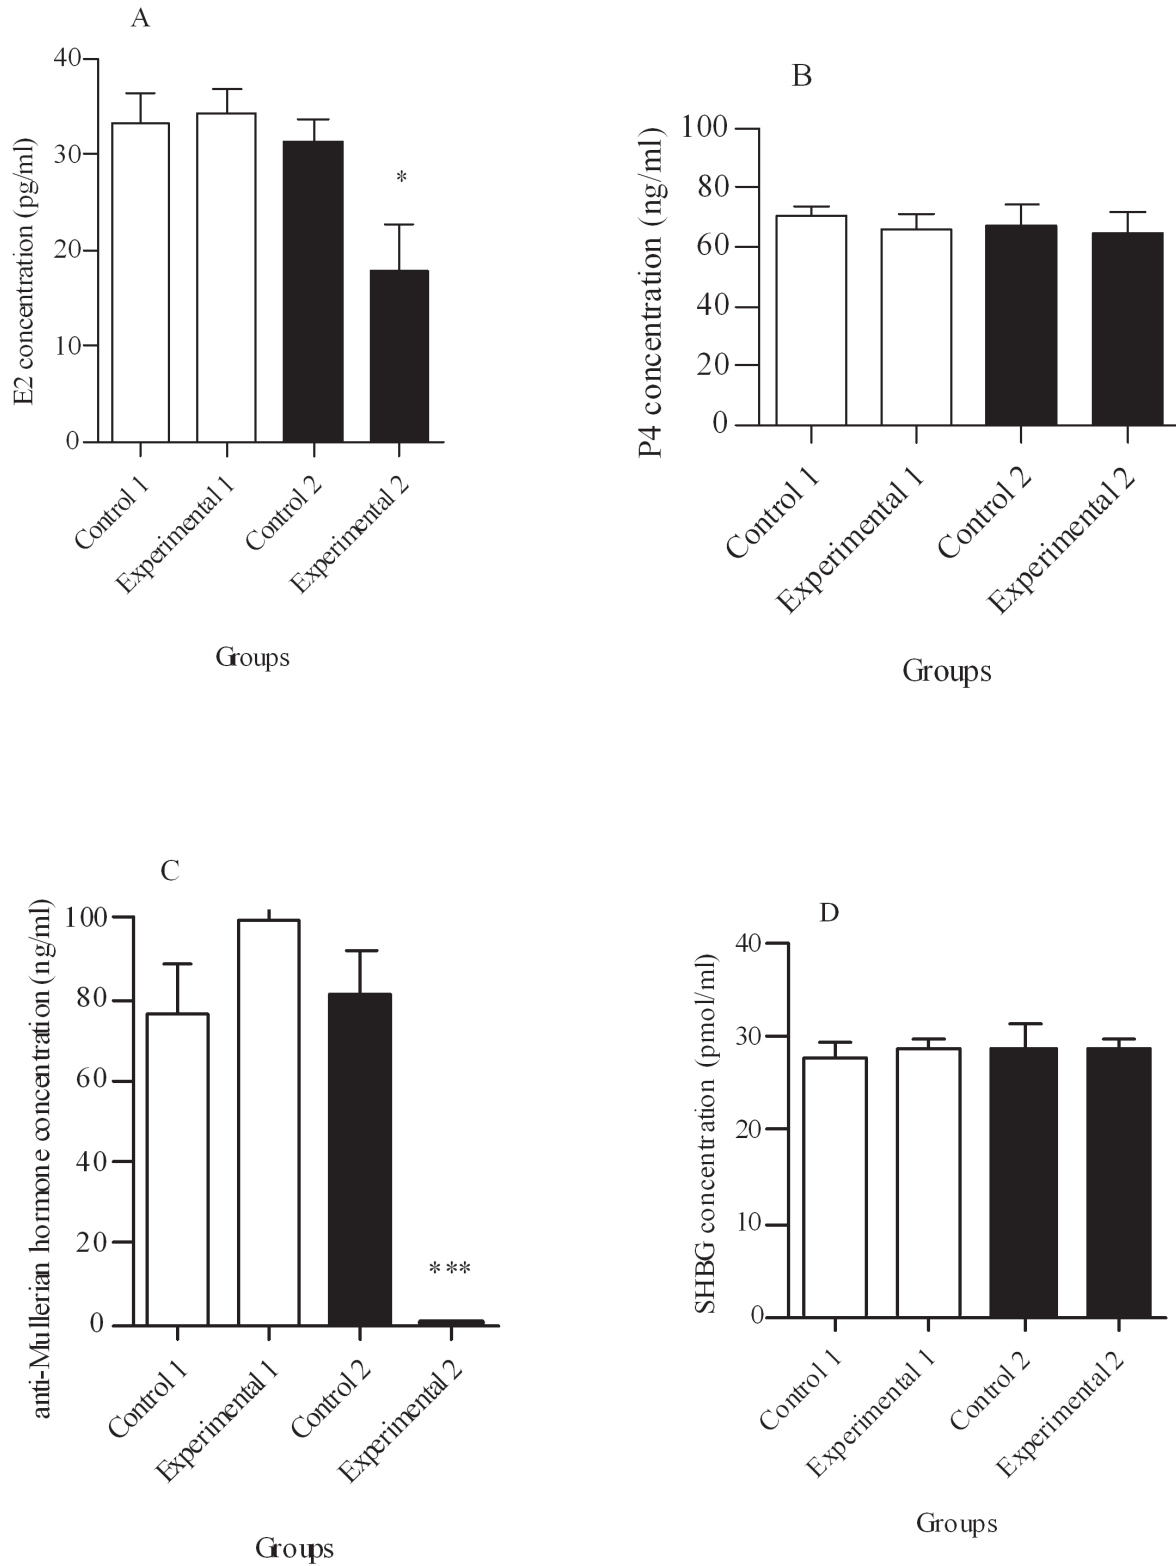 A
E2 concentration (pg/ml)
40
30
20
10
0
*
Control 1
Experimental 1
Control 2
Experimental 2
Groups
B
P4 concentration (ng/ml)
100
80
60
40
20
0
Control 1
Experimental 1
Control 2
Experimental 2
Groups
C
anti-Mullerian hormone concentration (ng/ml)
100
80
60
40
20
0
***
Control 1
Experimental 1
Control 2
Experimental 2
Groups
D
SHBG concentration (pmol/ml)
40
30
20
10
0
Control 1
Experimental 1
Control 2
Experimental 2
Groups